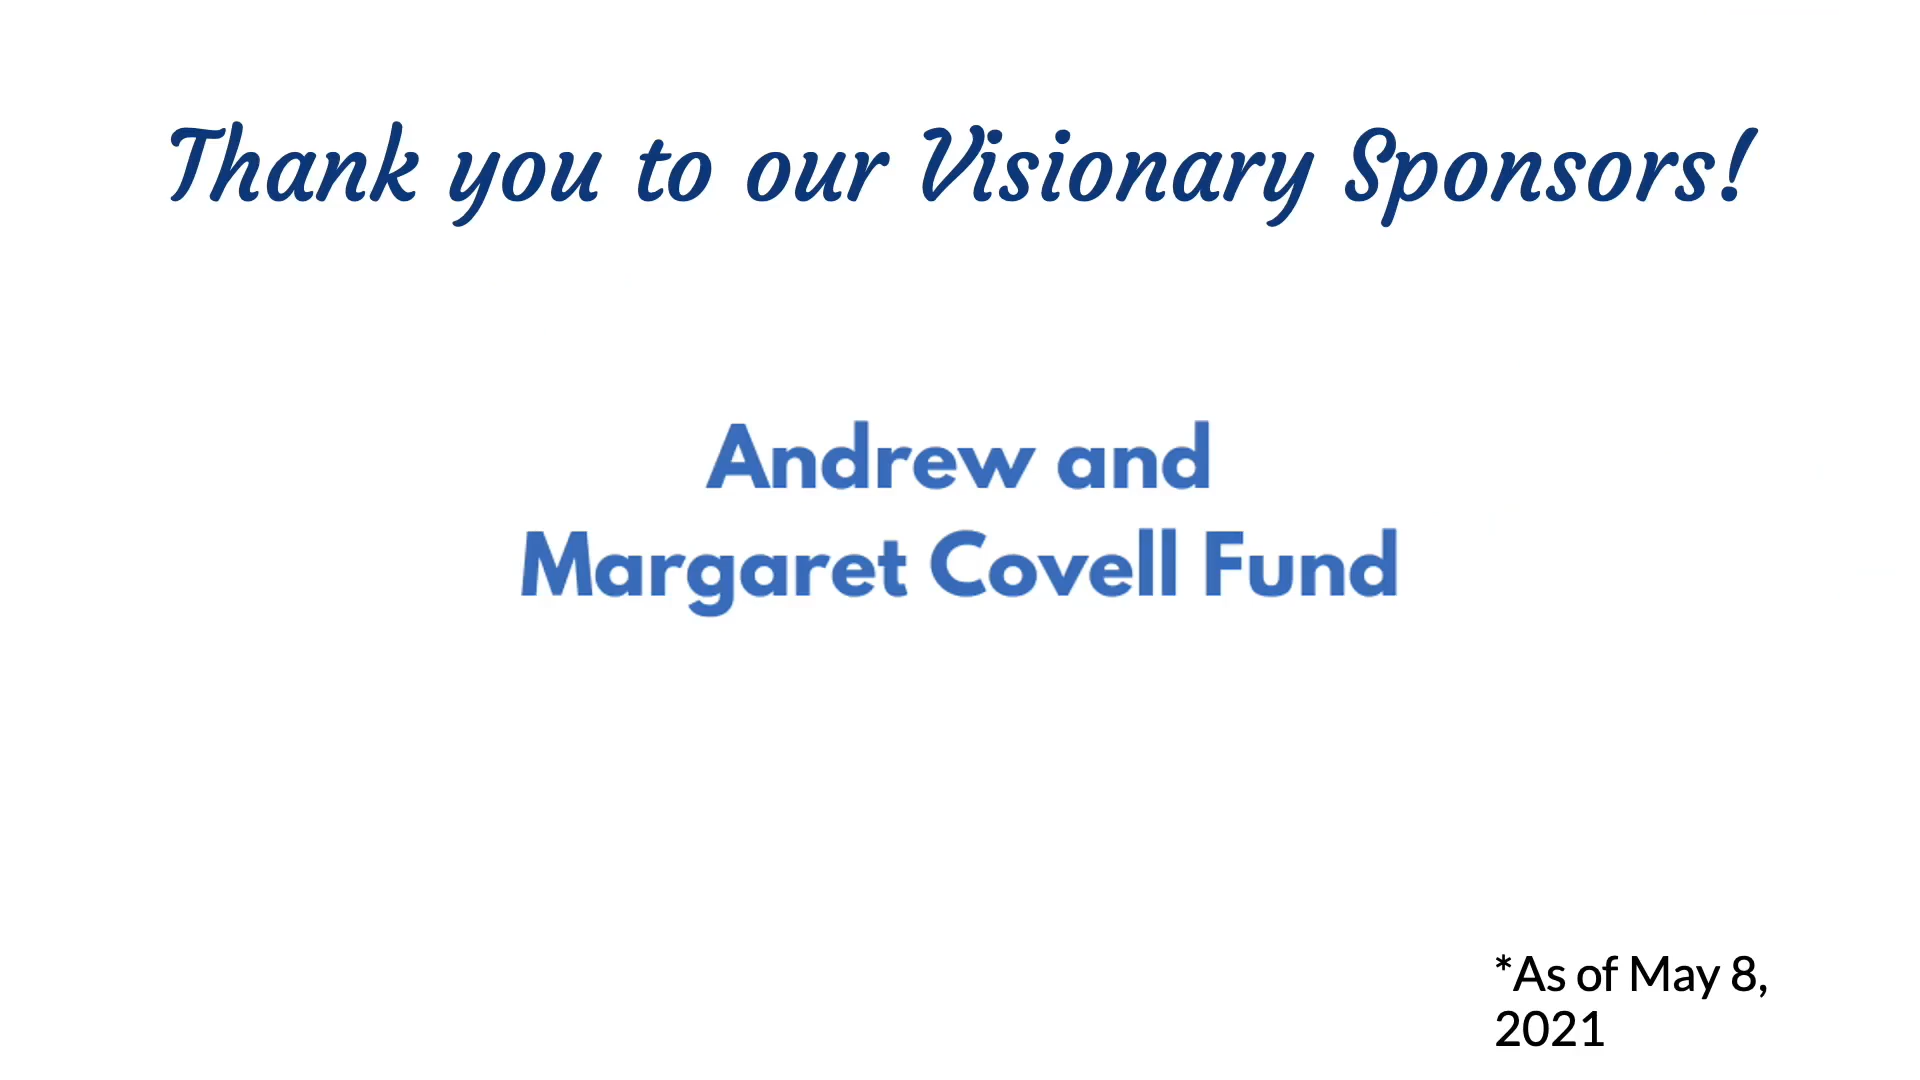 Thank you to our Visionary Sponsors!
Andrew and
Margaret Covell Fund
*As of May 8,
2021